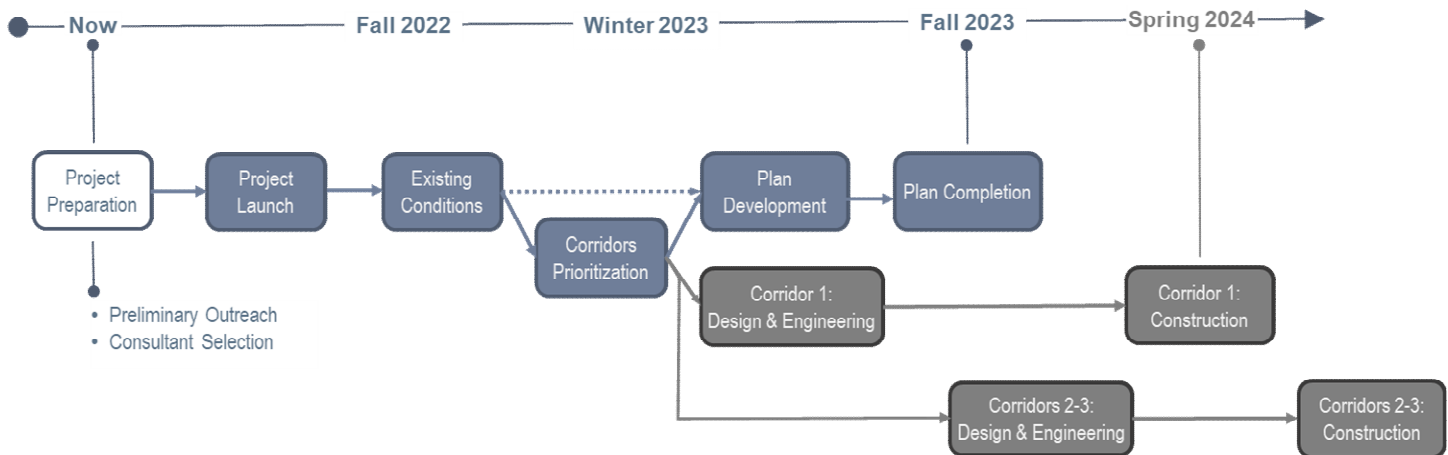 Now
Fall 2022
Winter 2023
Fall 2023
Spring 2024
Project
Preparation
Project
Launch
Existing
Conditions
Plan
Development
Plan Completion
Corridors
Prioritization
Corridor 1:
Design & Engineering
Corridor 1:
Construction
• Preliminary Outreach
• Consultant Selection
Corridors 2-3:
Design & Engineering
Corridors 2-3:
Construction